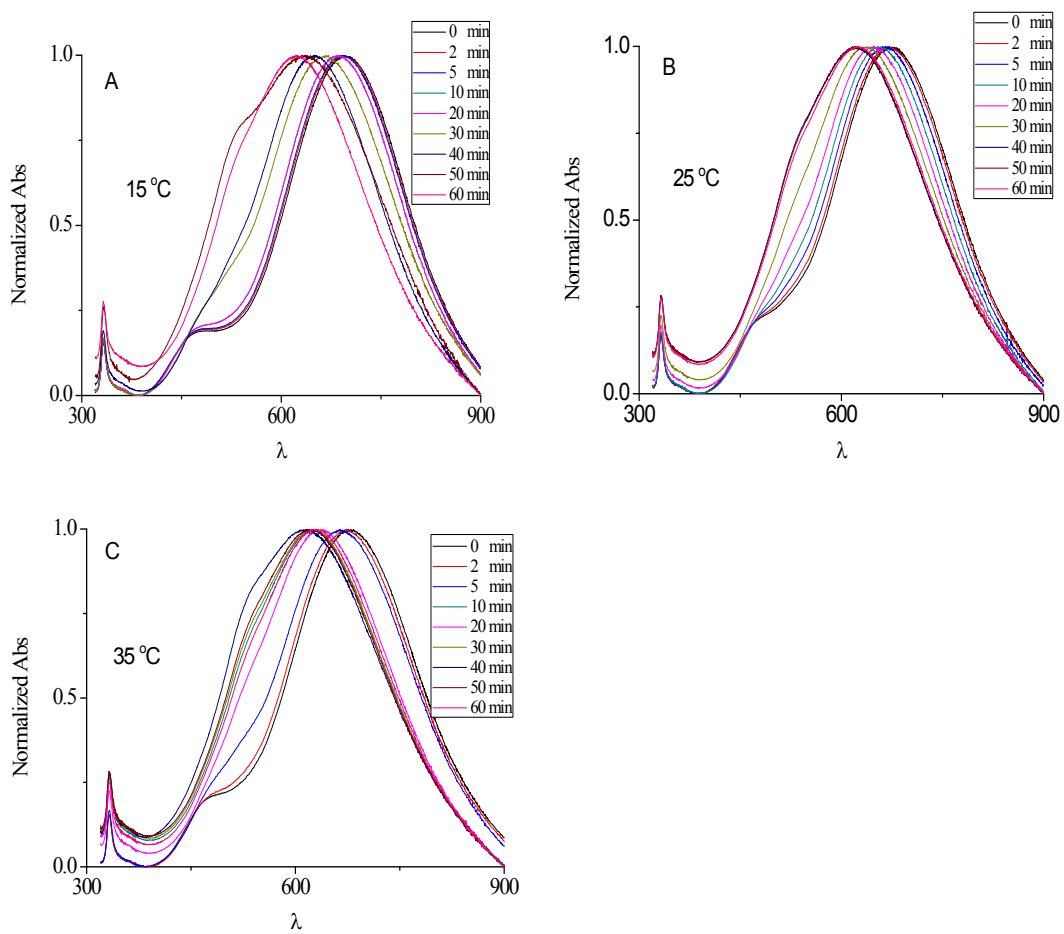 A
15 °C
Normalized Abs
1.0
0.5
0.0
300
600
900
λ
0 min
2 min
5 min
10 min
20 min
30 min
40 min
50 min
60 min
B
25 °C
Normalized Abs
1.0
0.5
0.0
300
600
900
λ
0 min
2 min
5 min
10 min
20 min
30 min
40 min
50 min
60 min
C
35 °C
Normalized Abs
1.0
0.5
0.0
300
600
900
λ
0 min
2 min
5 min
10 min
20 min
30 min
40 min
50 min
60 min